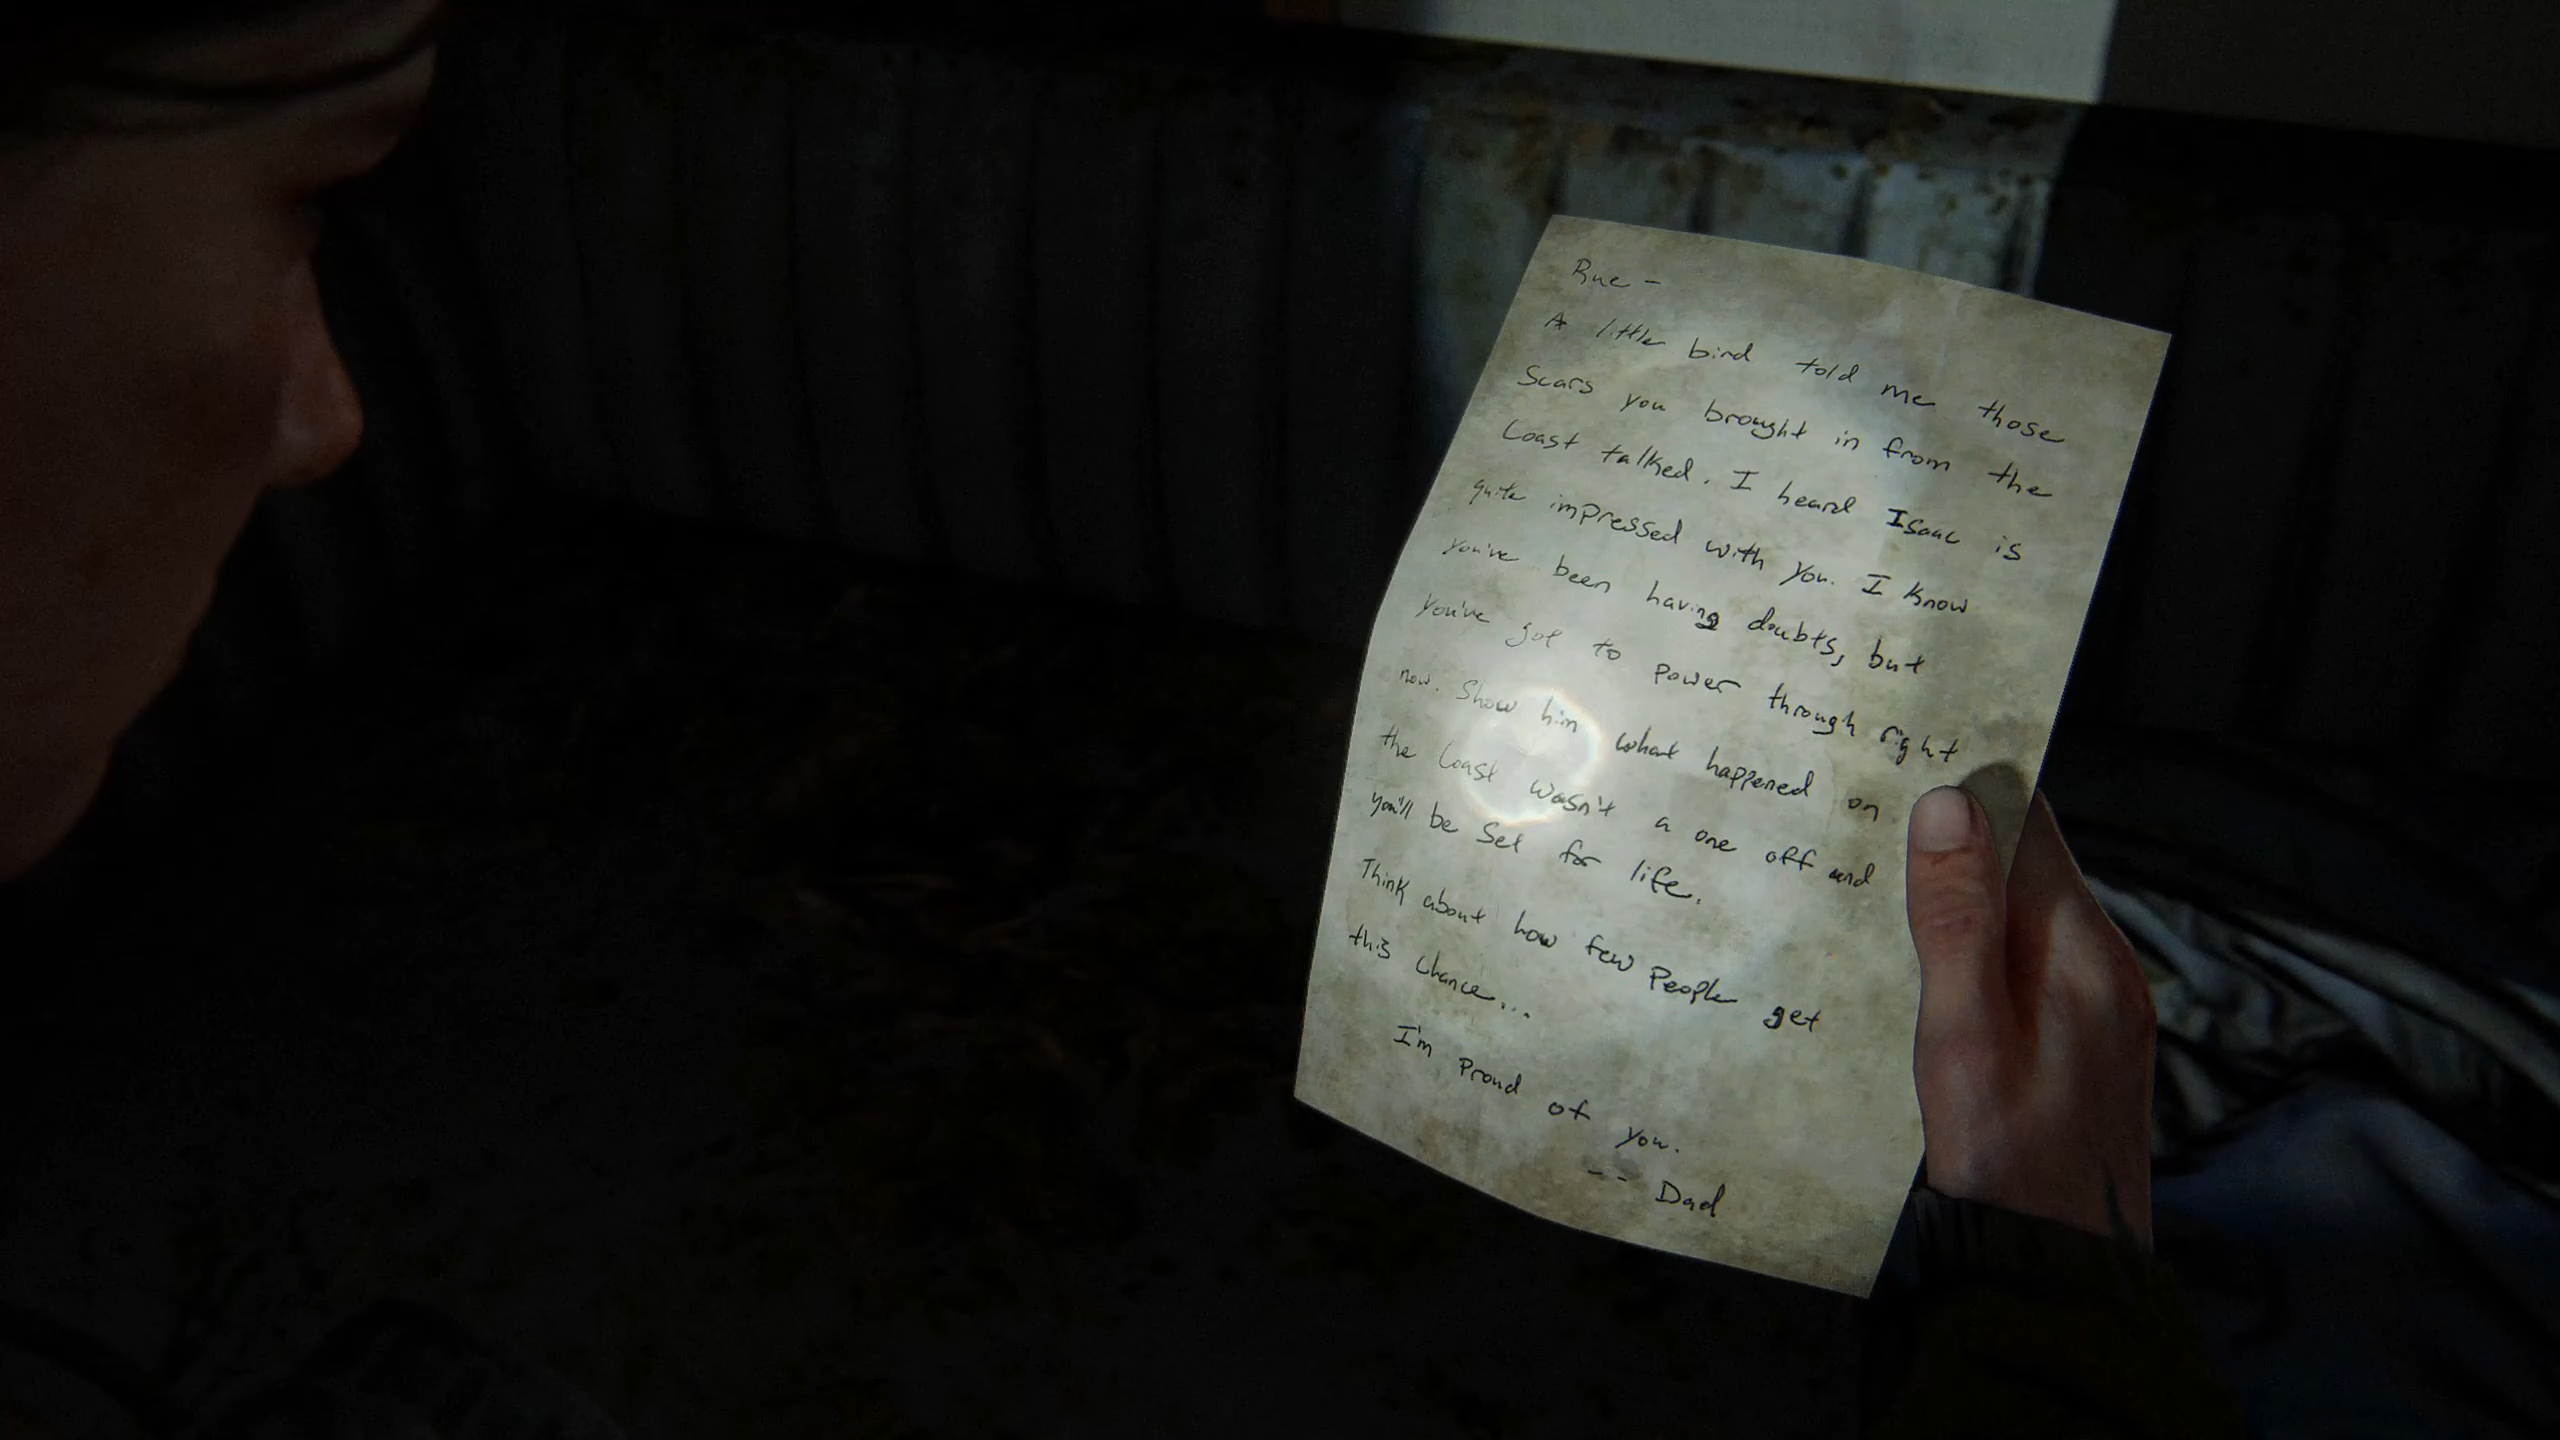 Rue -
A little bird told me those
Scars you brought in from the
Coast talked. I heard Isaac is
quite impressed with you. I know
you've been having doubts, but
you've got to power through right
now. Show him what happened on
the Coast wasn't a one off and
you'll be set for life.
Think about how few people get
this chance...
I'm proud of you.
-- Dad